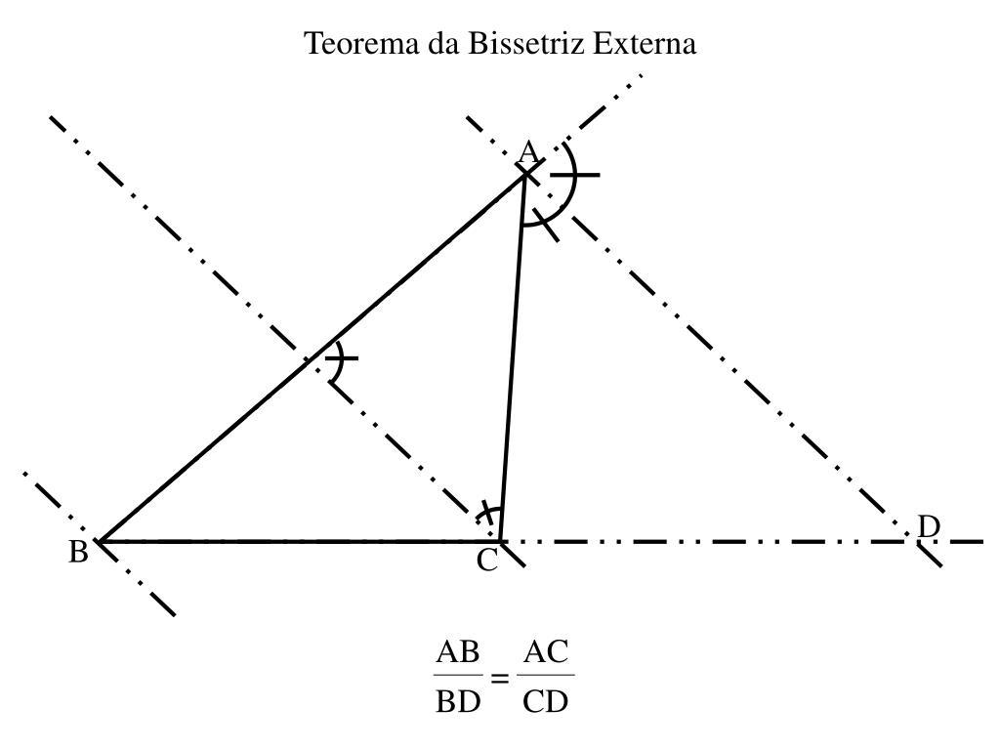 Teorema da Bissetriz Externa
A
D
B
C
AB AC
=
BD CD